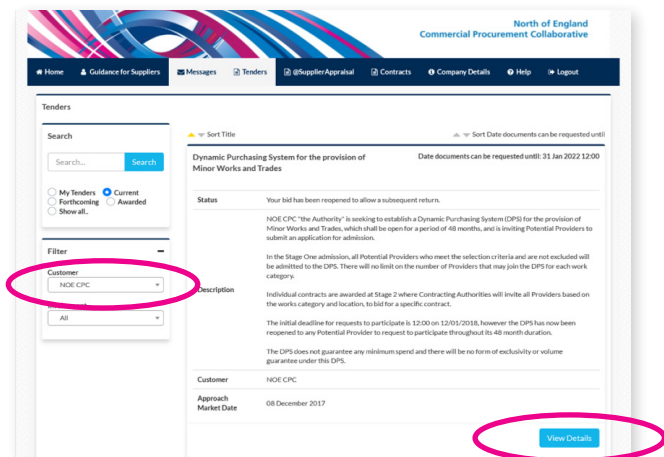 North of England
Commercial Procurement Collaborative
Home
Guidance for Suppliers
Messages
Tenders
@SupplierAppraisal
Contracts
Company Details
Help
Logout
Tenders
Search
Search...
Search
My Tenders
Current
Forthcoming
Awarded
Show all..
Filter
Customer
NOE CPC
All
Sort Title
Sort Date documents can be requested until
Dynamic Purchasing System for the provision of
Minor Works and Trades
Date documents can be requested until: 31 Jan 2022 12:00
Status
Your bid has been reopened to allow a subsequent return.
Description
NOE CPC "the Authority" is seeking to establish a Dynamic Purchasing System (DPS) for the provision of
Minor Works and Trades, which shall be open for a period of 48 months, and is inviting Potential Providers to
submit an application for admission.
In the Stage One admission, all Potential Providers who meet the selection criteria and are not excluded will
be admitted to the DPS. There will no limit on the number of Providers that may join the DPS for each work
category.
Individual contracts are awarded at Stage 2 where Contracting Authorities will invite all Providers based on
the works category and location, to bid for a specific contract.
The initial deadline for requests to participate is 12:00 on 12/01/2018, however the DPS has now been
reopened to any Potential Provider to request to participate throughout its 48 month duration.
The DPS does not guarantee any minimum spend and there will be no form of exclusivity or volume
guarantee under this DPS.
Customer
NOE CPC
Approach
Market Date
08 December 2017
View Details